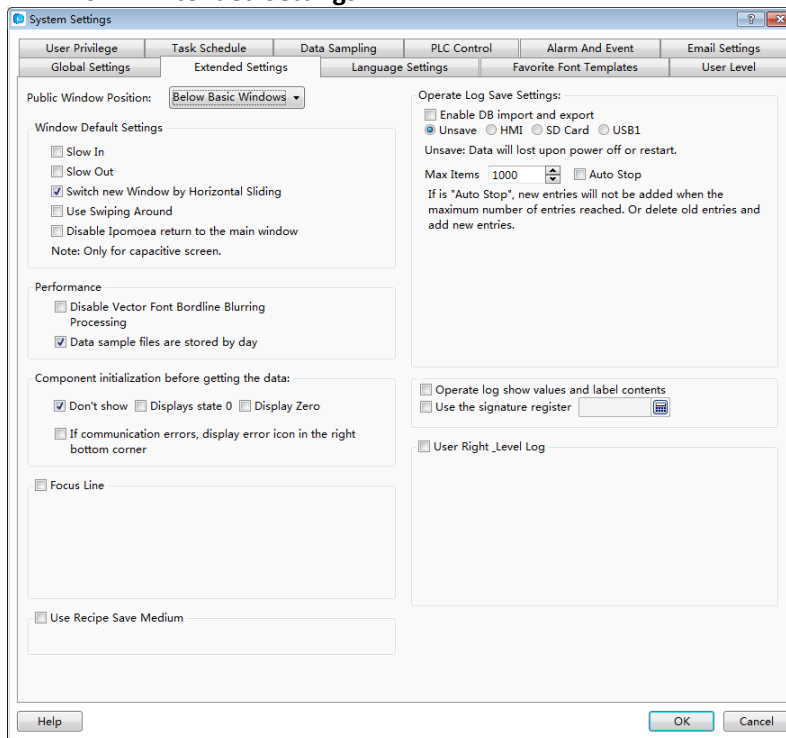 System Settings
User Privilege
Task Schedule
Data Sampling
PLC Control
Alarm And Event
Email Settings
Global Settings
Extended Settings
Language Settings
Favorite Font Templates
User Level
Public Window Position: Below Basic Windows
Window Default Settings
Slow In
Slow Out
Switch new Window by Horizontal Sliding
Use Swiping Around
Disable Ipomoea return to the main window
Note: Only for capacitive screen.
Performance
Disable Vector Font Bordline Blurring
Processing
Data sample files are stored by day
Component initialization before getting the data:
Don't show Displays state 0 Display Zero
If communication errors, display error icon in the right
bottom corner
Focus Line
Use Recipe Save Medium
Operate Log Save Settings:
Enable DB import and export
Unsave HMI SD Card USB1
Unsave: Data will lost upon power off or restart.
Max Items 1000 Auto Stop
If is "Auto Stop", new entries will not be added when the
maximum number of entries reached. Or delete old entries and
add new entries.
Operate log show values and label contents
Use the signature register
User Right _Level Log
Help
OK
Cancel